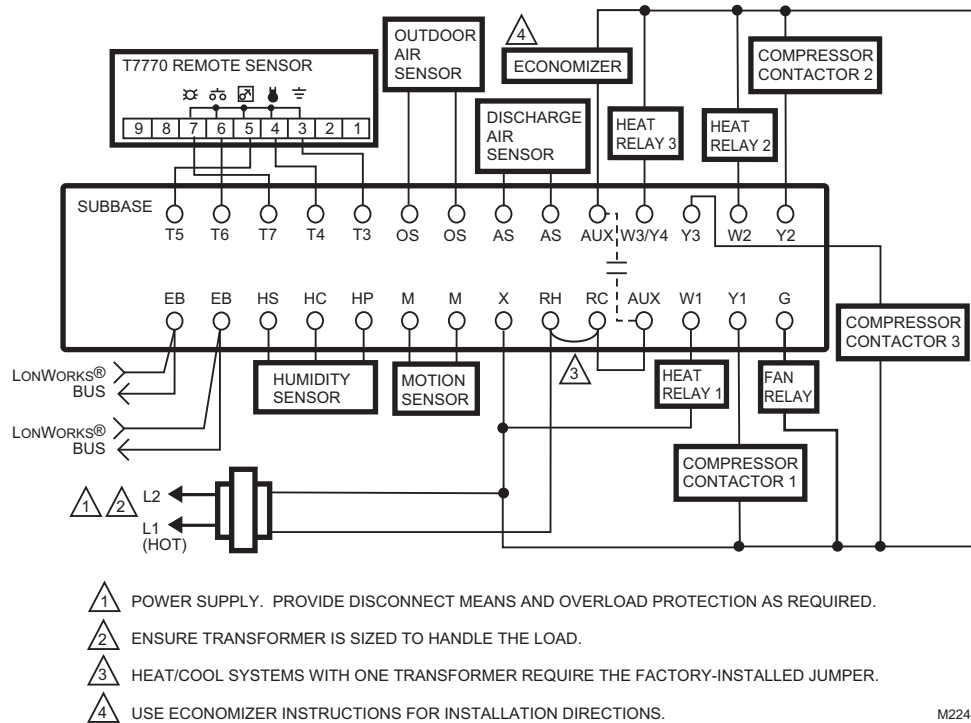 4
OUTDOOR
AIR
SENSOR
ECONOMIZER
COMPRESSOR
CONTACTOR 2
T7770 REMOTE SENSOR
9 8 7 6 5 4 3 2 1
DISCHARGE
AIR
SENSOR
HEAT
RELAY 3
HEAT
RELAY 2
SUBBASE
T5 T6 T7 T4 T3 OS OS AS AS AUX W3/Y4 Y3 W2 Y2
EB EB HS HC HP M M X RH RC AUX W1 Y1 G
COMPRESSOR
CONTACTOR 3
LONWORKS®
BUS
LONWORKS®
BUS
HUMIDITY
SENSOR
MOTION
SENSOR
3
HEAT
RELAY 1
FAN
RELAY
COMPRESSOR
CONTACTOR 1
1 2 L2
L1
(HOT)
1 POWER SUPPLY. PROVIDE DISCONNECT MEANS AND OVERLOAD PROTECTION AS REQUIRED.
2 ENSURE TRANSFORMER IS SIZED TO HANDLE THE LOAD.
3 HEAT/COOL SYSTEMS WITH ONE TRANSFORMER REQUIRE THE FACTORY-INSTALLED JUMPER.
4 USE ECONOMIZER INSTRUCTIONS FOR INSTALLATION DIRECTIONS.
M224